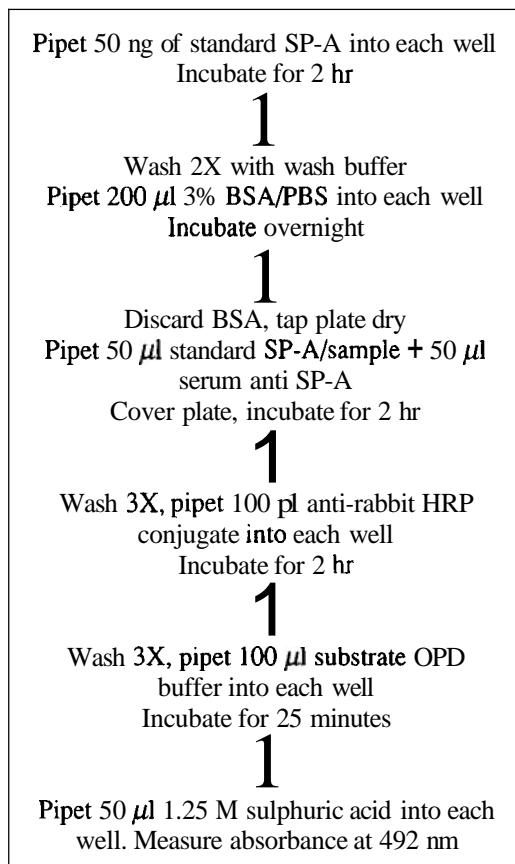 Pipet 50 ng of standard SP-A into each well
Incubate for 2 hr
1
Wash 2X with wash buffer
Pipet 200 μl 3% BSA/PBS into each well
Incubate overnight
1
Discard BSA, tap plate dry
Pipet 50 μl standard SP-A/sample + 50 μl
serum anti SP-A
Cover plate, incubate for 2 hr
1
Wash 3X, pipet 100 pl anti-rabbit HRP
conjugate into each well
Incubate for 2 hr
1
Wash 3X, pipet 100 μl substrate OPD
buffer into each well
Incubate for 25 minutes
1
Pipet 50 μl 1.25 M sulphuric acid into each
well. Measure absorbance at 492 nm